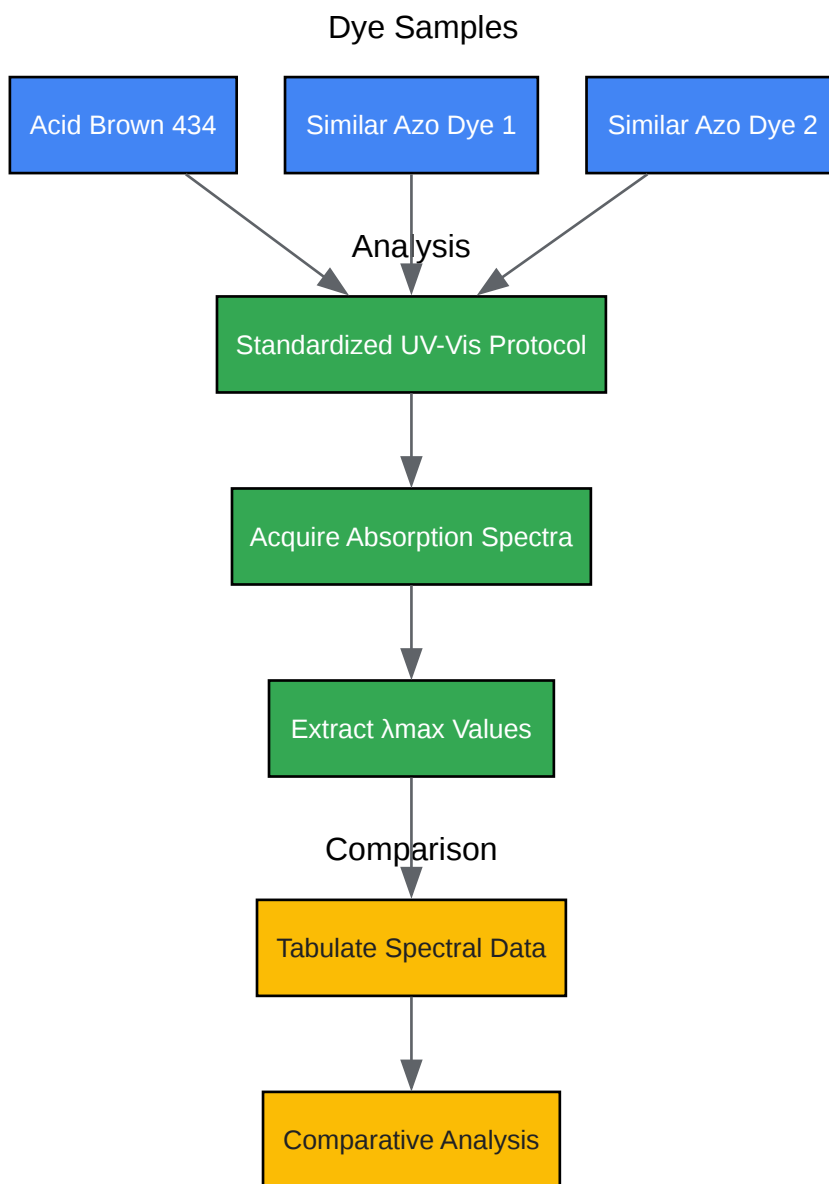 Dye Samples
Acid Brown 434
Similar Azo Dye 1
Similar Azo Dye 2
Analysis
Standardized UV-Vis Protocol
Acquire Absorption Spectra
Extract λmax Values
Comparison
Tabulate Spectral Data
Comparative Analysis